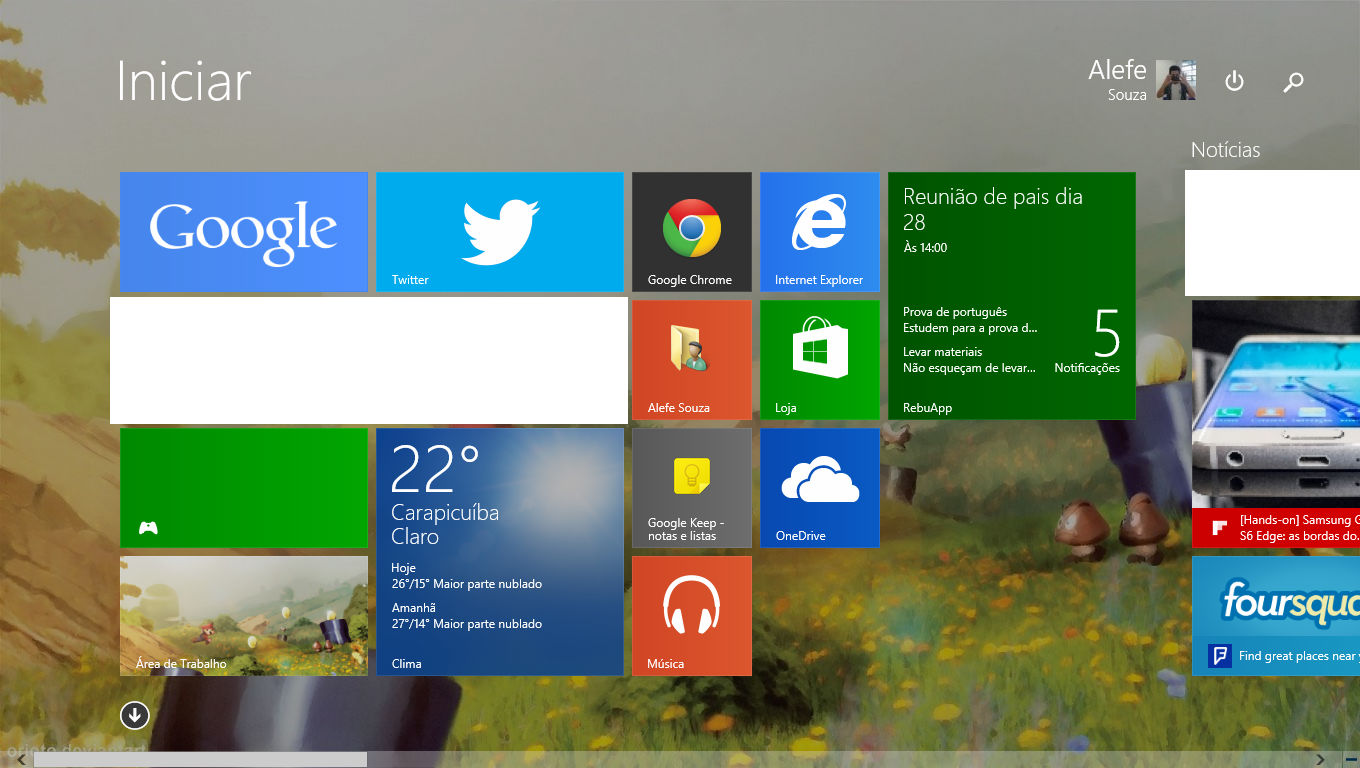 Iniciar
Alefe
Souza
Notícias
Google
Twitter
Google Chrome
Internet Explorer
Reunião de pais dia
28
Às 14:00
Prova de português
Estudem para a prova d...
Levar materiais
Não esqueçam de levar...
5
Notificações
RebuApp
Alefe Souza
Loja
22°
Carapicuíba
Claro
Hoje
26°/15° Maior parte nublado
Amanhã
27°/14° Maior parte nublado
Clima
Google Keep -
notas e listas
OneDrive
[Hands-on] Samsung G
S6 Edge: as bordas do..
Área de Trabalho
Música
foursqua
Find great places near
orioto.deviantart